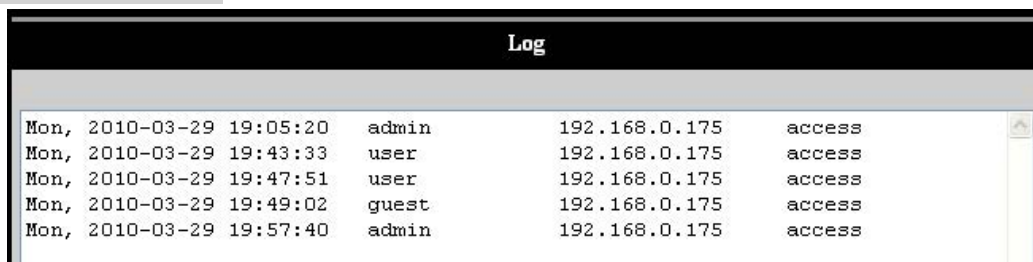 Log
Mon, 2010-03-29 19:05:20 admin 192.168.0.175 access
Mon, 2010-03-29 19:43:33 user 192.168.0.175 access
Mon, 2010-03-29 19:47:51 user 192.168.0.175 access
Mon, 2010-03-29 19:49:02 guest 192.168.0.175 access
Mon, 2010-03-29 19:57:40 admin 192.168.0.175 access